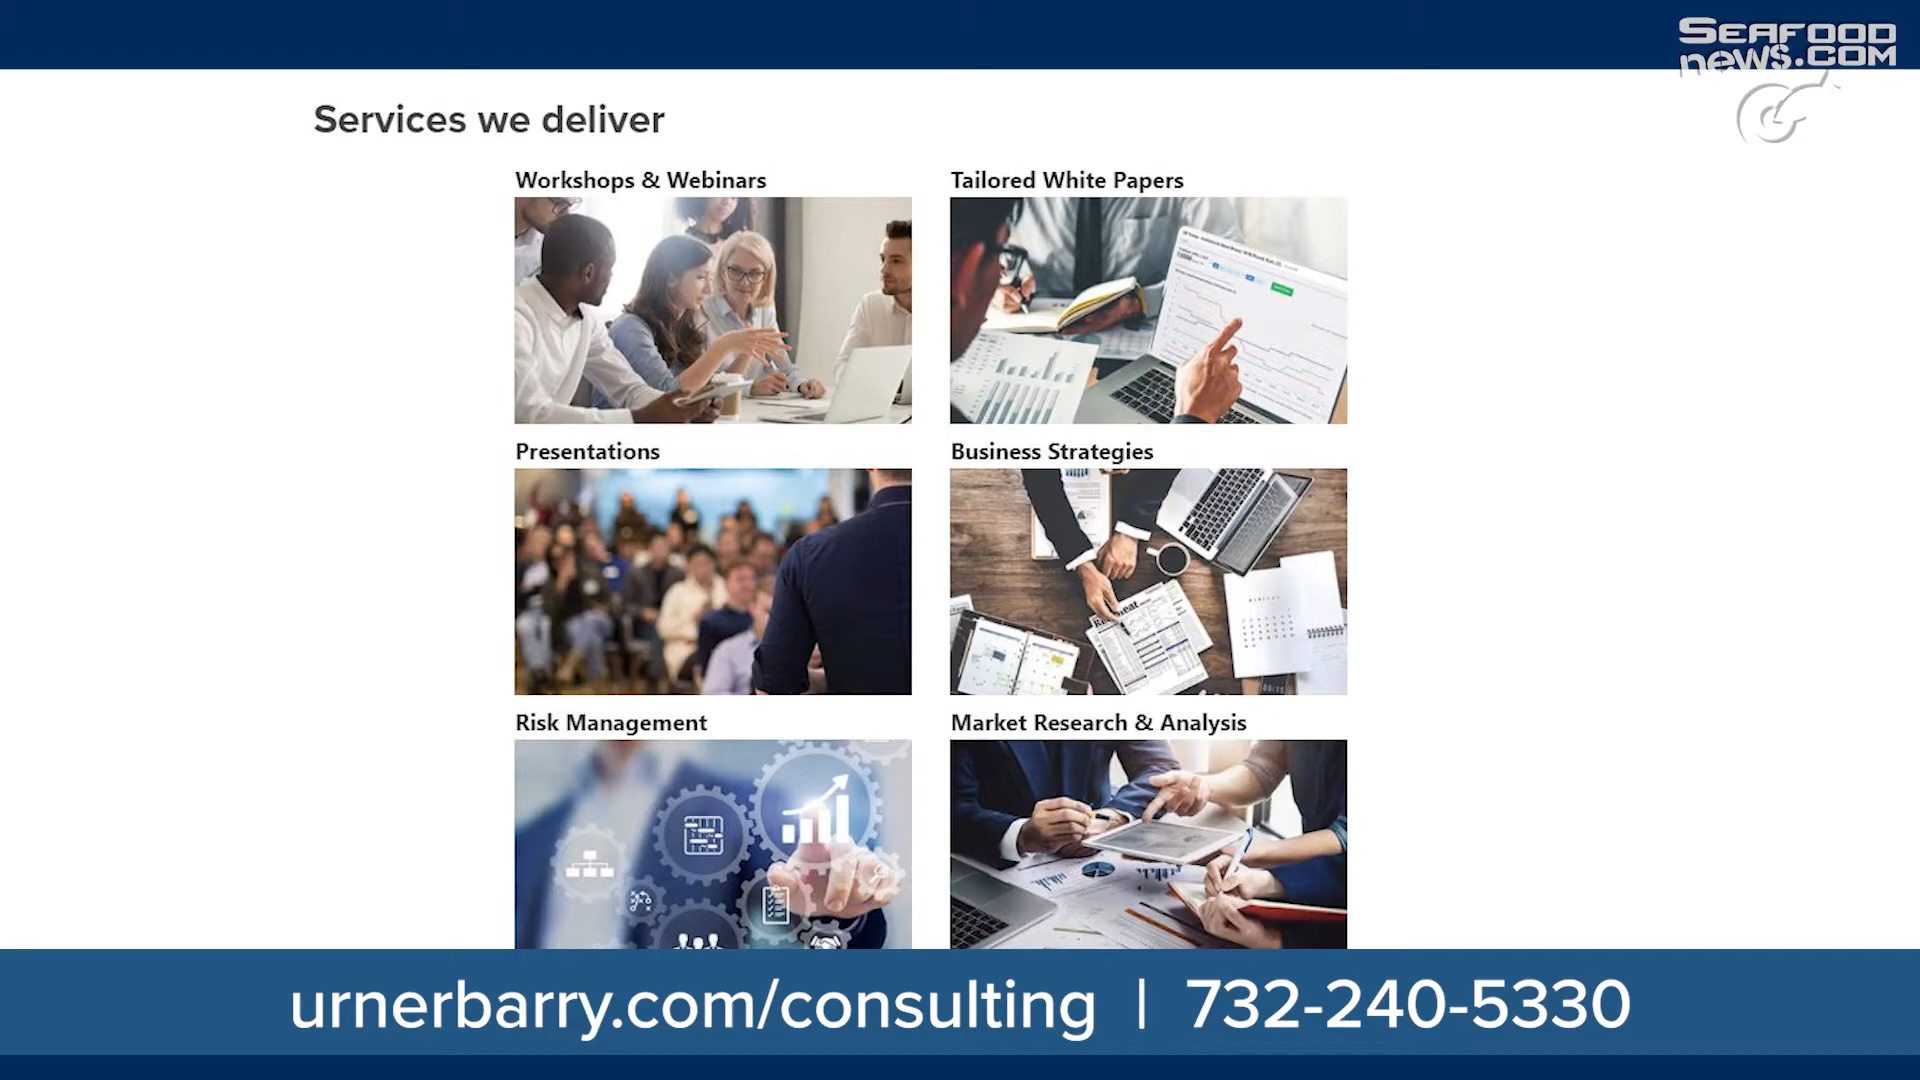 SEAFOOD
news.COM
Services we deliver
Workshops & Webinars
Tailored White Papers
Presentations
Business Strategies
Risk Management
Market Research & Analysis
urnerbarry.com/consulting | 732-240-5330